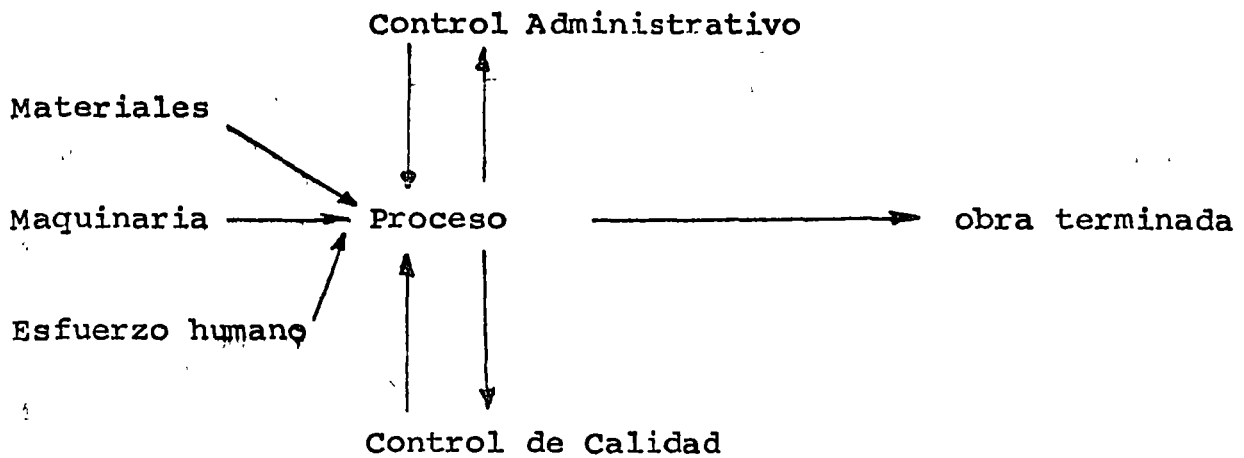 Control Administrativo
Materiales
Maquinaria
Proceso
obra terminada
Esfuerzo humano
Control de Calidad